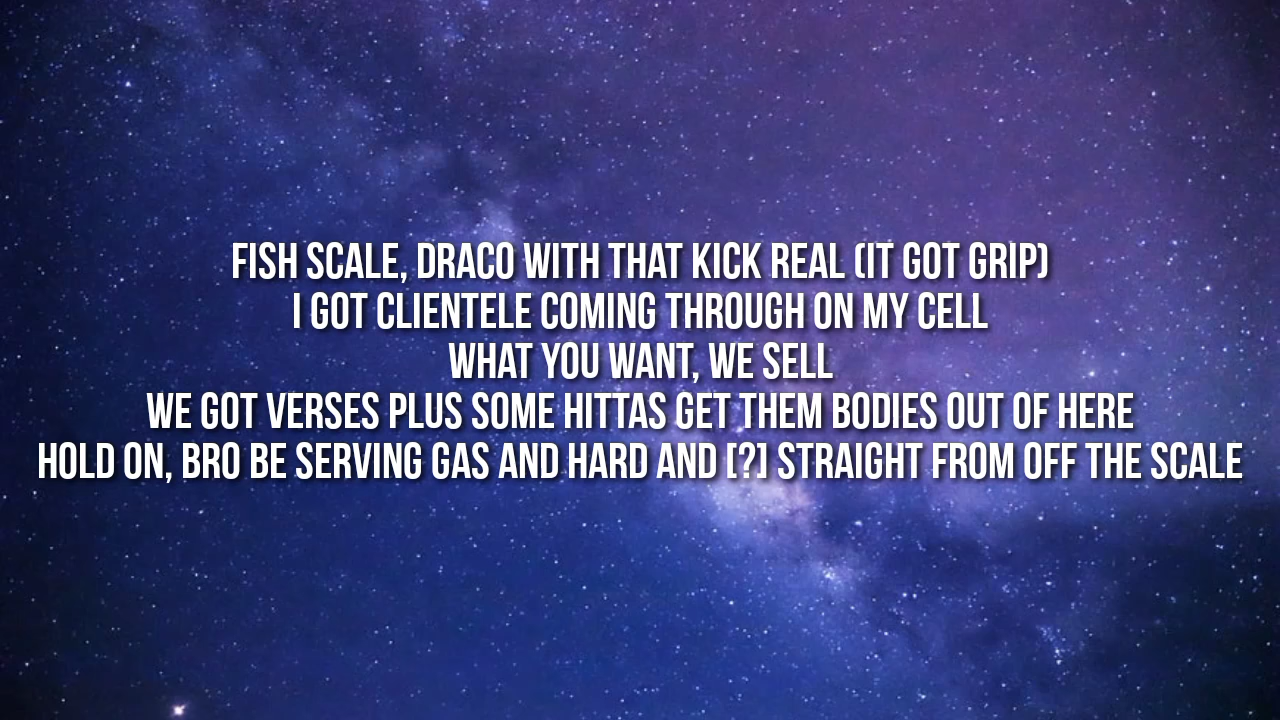 FISH SCALE, DRACO WITH THAT KICK REAL (IT GOT GRIP)
I GOT CLIENTELE COMING THROUGH ON MY CELL
WHAT YOU WANT, WE SELL
WE GOT VERSES PLUS SOME HITTAS GET THEM BODIES OUT OF HERE
HOLD ON, BRO BE SERVING GAS AND HARD AND [?] STRAIGHT FROM OFF THE SCALE